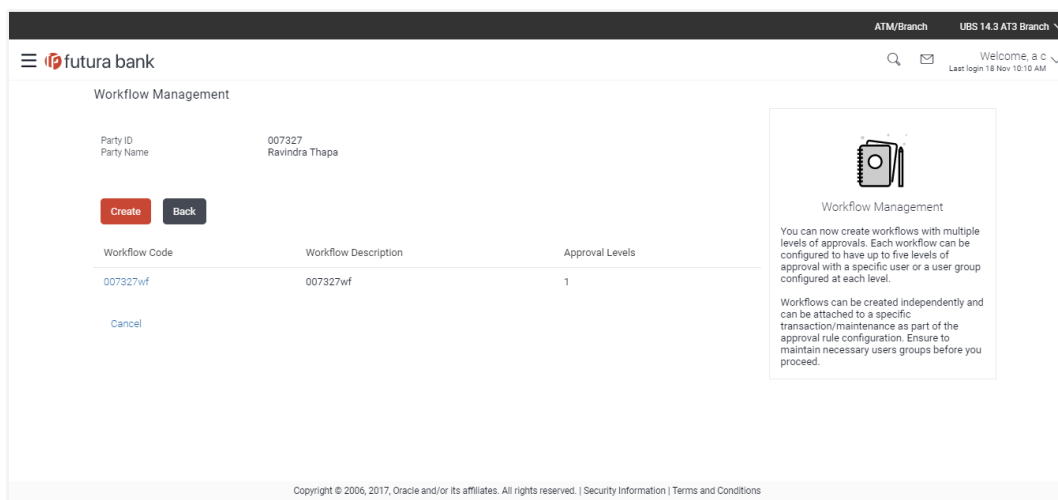 ATM/Branch UBS 14.3 AT3 Branch
futura bank
Welcome, a c
Last login 18 Nov 10:10 AM
Workflow Management
Party ID 007327
Party Name Ravindra Thapa
Create Back
Workflow Code Workflow Description Approval Levels
007327wf 007327wf 1
Cancel
Workflow Management
You can now create workflows with multiple
levels of approvals. Each workflow can be
configured to have up to five levels of
approval with a specific user or a user group
configured at each level.
Workflows can be created independently and
can be attached to a specific
transaction/maintenance as part of the
approval rule configuration. Ensure to
maintain necessary users groups before you
proceed.
Copyright © 2006, 2017, Oracle and/or its affiliates. All rights reserved. | Security Information | Terms and Conditions